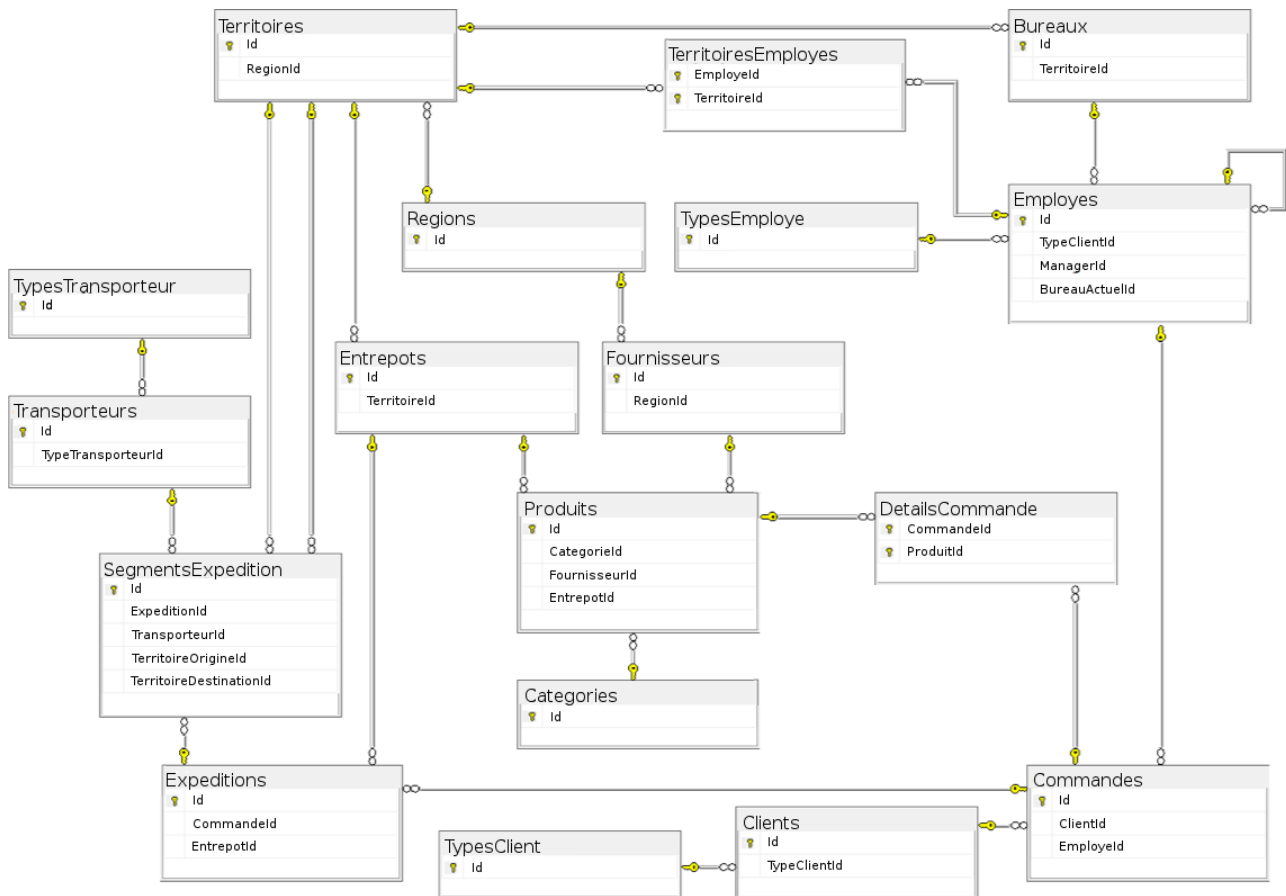 Territoires
Id
RegionId
Bureaux
Id
TerritoireId
TerritoiresEmployes
EmployeId
TerritoireId
Employes
Id
TypeClientId
ManagerId
BureauActuelId
Regions
Id
TypesEmploye
Id
TypesTransporteur
Id
Entrepots
Id
TerritoireId
Fournisseurs
Id
RegionId
Transporteurs
Id
TypeTransporteurId
Produits
Id
CategorieId
FournisseurId
EntrepotId
DetailsCommande
CommandeId
ProduitId
SegmentsExpedition
Id
ExpeditionId
TransporteurId
TerritoireOrigineId
TerritoireDestinationId
Categories
Id
Expeditions
Id
CommandeId
EntrepotId
Commandes
Id
ClientId
EmployeId
Clients
Id
TypeClientId
TypesClient
Id